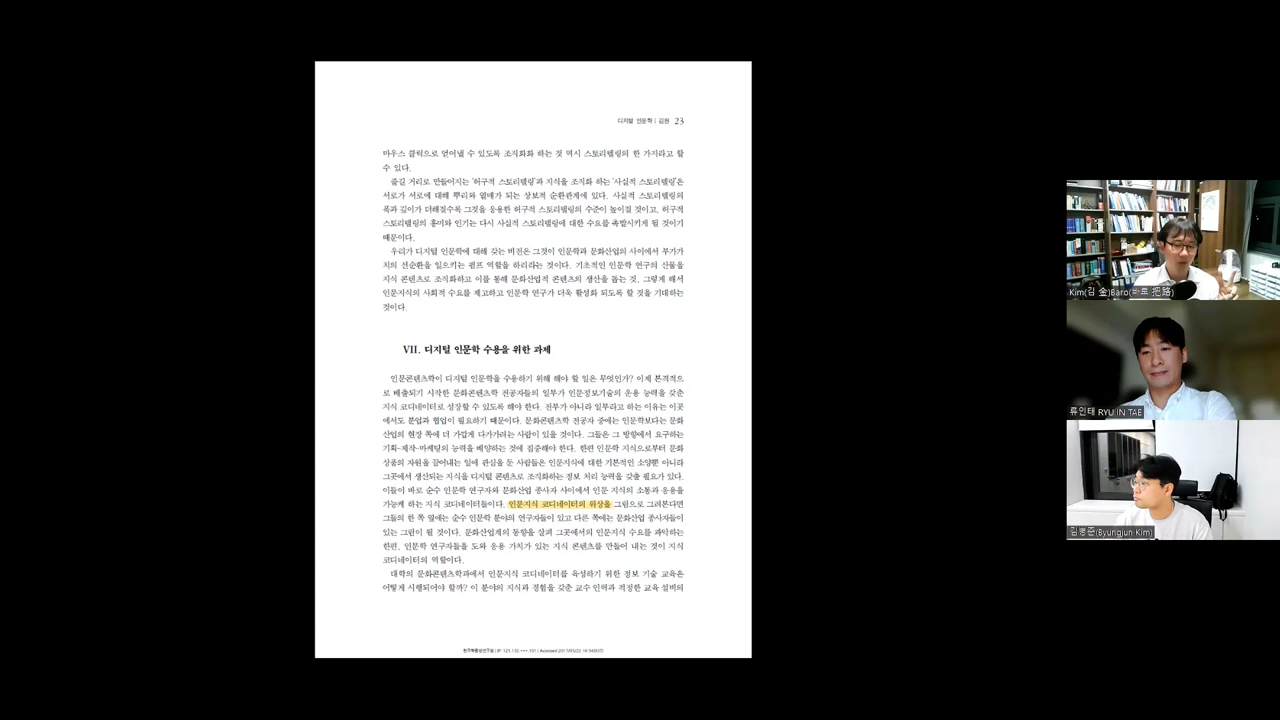 디지털 인문학 | 김현 23
마우스 클릭으로 얻어낼 수 있도록 조직화화 하는 것 역시 스토리텔링의 한 가지라고 할
수 있다.
즐길 거리로 만들어지는 '허구적 스토리텔링'과 지식을 조직화 하는 '사실적 스토리텔링'은
서로가 서로에 대해 뿌리와 열매가 되는 상보적 순환관계에 있다. 사실적 스토리텔링의
폭과 깊이가 더해질수록 그것을 응용한 허구적 스토리텔링의 수준이 높아질 것이고, 허구적
스토리텔링의 흥미와 인기는 다시 사실적 스토리텔링에 대한 수요를 촉발시키게 될 것이기
때문이다.
우리가 디지털 인문학에 대해 갖는 비전은 그것이 인문학과 문화산업의 사이에서 부가가
치의 선순환을 일으키는 펌프 역할을 하리라는 것이다. 기초적인 인문학 연구의 산물을
지식 콘텐츠로 조직화하고 이를 통해 문화산업적 콘텐츠의 생산을 돕는 것, 그렇게 해서
인문지식의 사회적 수요를 제고하고 인문학 연구가 더욱 활성화 되도록 할 것을 기대하는
것이다.
VII. 디지털 인문학 수용을 위한 과제
인문콘텐츠학이 디지털 인문학을 수용하기 위해 해야 할 일은 무엇인가? 이제 본격적으
로 배출되기 시작한 문화콘텐츠학 전공자들의 일부가 인문정보기술의 운용 능력을 갖춘
지식 코디네이터로 성장할 수 있도록 해야 한다. 전부가 아니라 일부라고 하는 이유는 이곳
에서도 분업과 협업이 필요하기 때문이다. 문화콘텐츠학 전공자 중에는 인문학보다는 문화
산업의 현장 쪽에 더 가깝게 다가가려는 사람이 있을 것이다. 그들은 그 방향에서 요구하는
기획-제작-마케팅의 능력을 배양하는 것에 집중해야 한다. 한편 인문학 지식으로부터 문화
상품의 자원을 끌어내는 일에 관심을 둔 사람들은 인문지식에 대한 기본적인 소양뿐 아니라
그곳에서 생산되는 지식을 디지털 콘텐츠로 조직화하는 정보 처리 능력을 갖출 필요가 있다.
이들이 바로 순수 인문학 연구자와 문화산업 종사자 사이에서 인문 지식의 소통과 응용을
가능케 하는 지식 코디네이터들이다. 인문지식 코디네이터의 위상을 그림으로 그려본다면
그들의 한 쪽 옆에는 순수 인문학 분야의 연구자들이 있고 다른 쪽에는 문화산업 종사자들이
있는 그림이 될 것이다. 문화산업계의 동향을 살펴 그곳에서의 인문지식 수요를 파악하는
한편, 인문학 연구자들을 도와 응용 가치가 있는 지식 콘텐츠를 만들어 내는 것이 지식
코디네이터의 역할이다.
대학의 문화콘텐츠학과에서 인문지식 코디네이터를 육성하기 위한 정보 기술 교육은
어떻게 시행되어야 할까? 이 분야의 지식과 경험을 갖춘 교수 인력과 적정한 교육 설비의
한국학중앙연구원 | IP: 125.132.***.101 | Accessed 2017/05/22
Kim(김 金)Baro(바로 把路)
류인태 RYU IN TAE
김병준(Byungjun Kim)